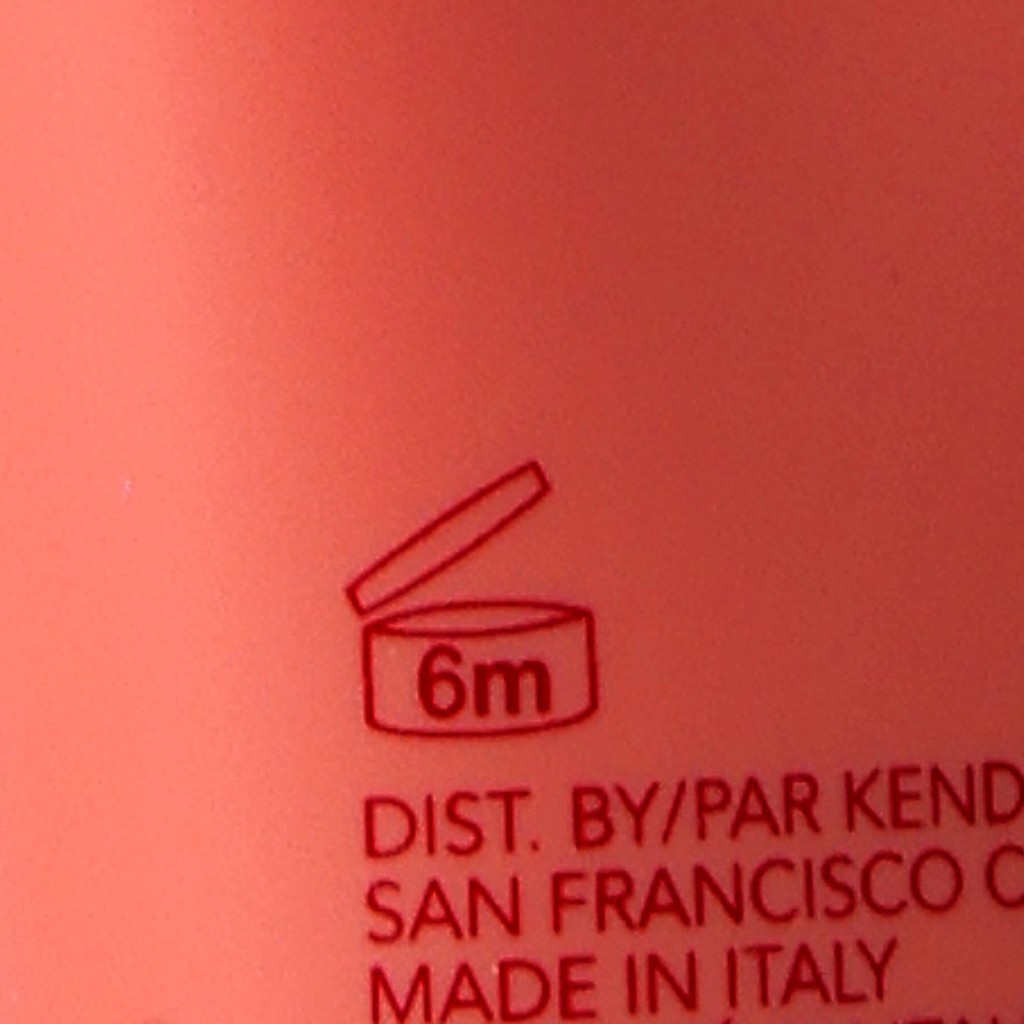 6m
DIST. BY/PAR KEND
SAN FRANCISCO C
MADE IN ITALY